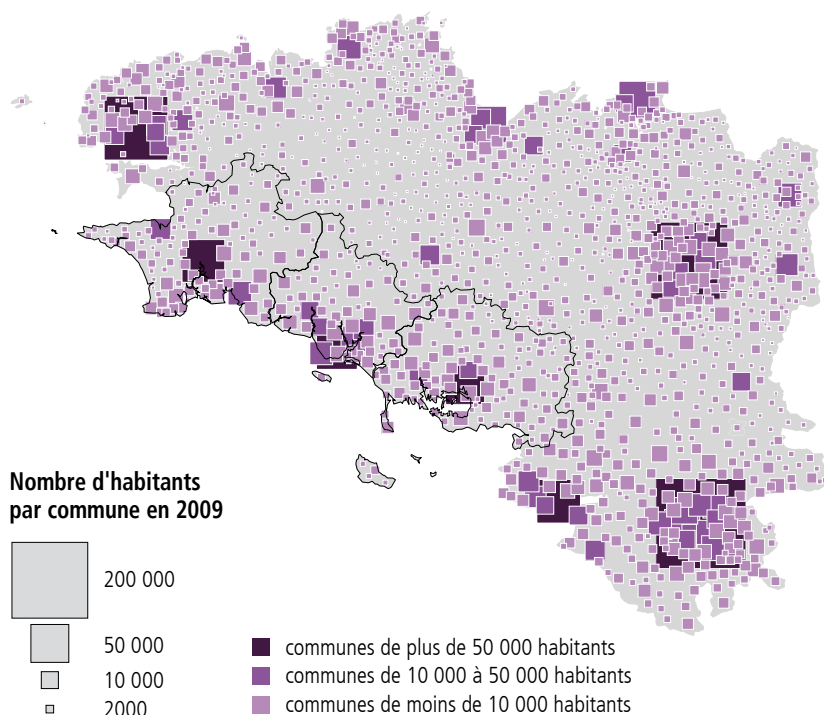 Nombre d'habitants
par commune en 2009
200 000
50 000
10 000
2000
communes de plus de 50 000 habitants
communes de 10 000 à 50 000 habitants
communes de moins de 10 000 habitants